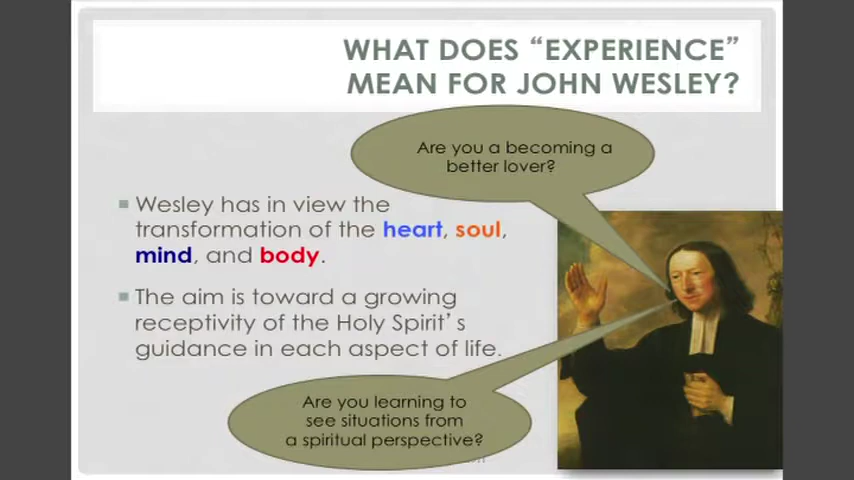 WHAT DOES “EXPERIENCE”
MEAN FOR JOHN WESLEY?
Are you a becoming a
better lover?
Wesley has in view the
transformation of the heart, soul,
mind, and body.
The aim is toward a growing
receptivity of the Holy Spirit’s
guidance in each aspect of life.
Are you learning to
see situations from
a spiritual perspective?